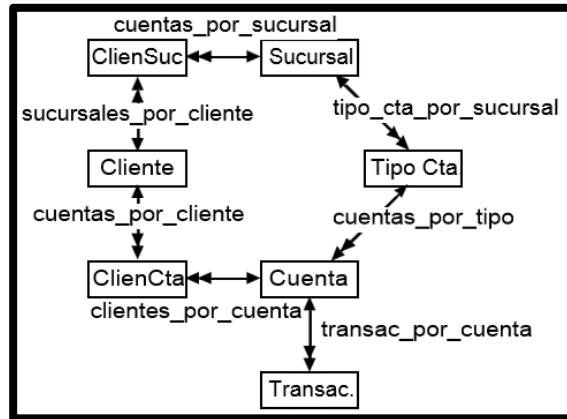 cuentas_por_sucursal
ClienSuc
Sucursal
sucursales_por_cliente
tipo_cta_por_sucursal
Cliente
Tipo Cta.
cuentas_por_cliente
cuentas_por_tipo
ClienCta
Cuenta
clientes_por_cuenta
transac_por_cuenta
Transac.